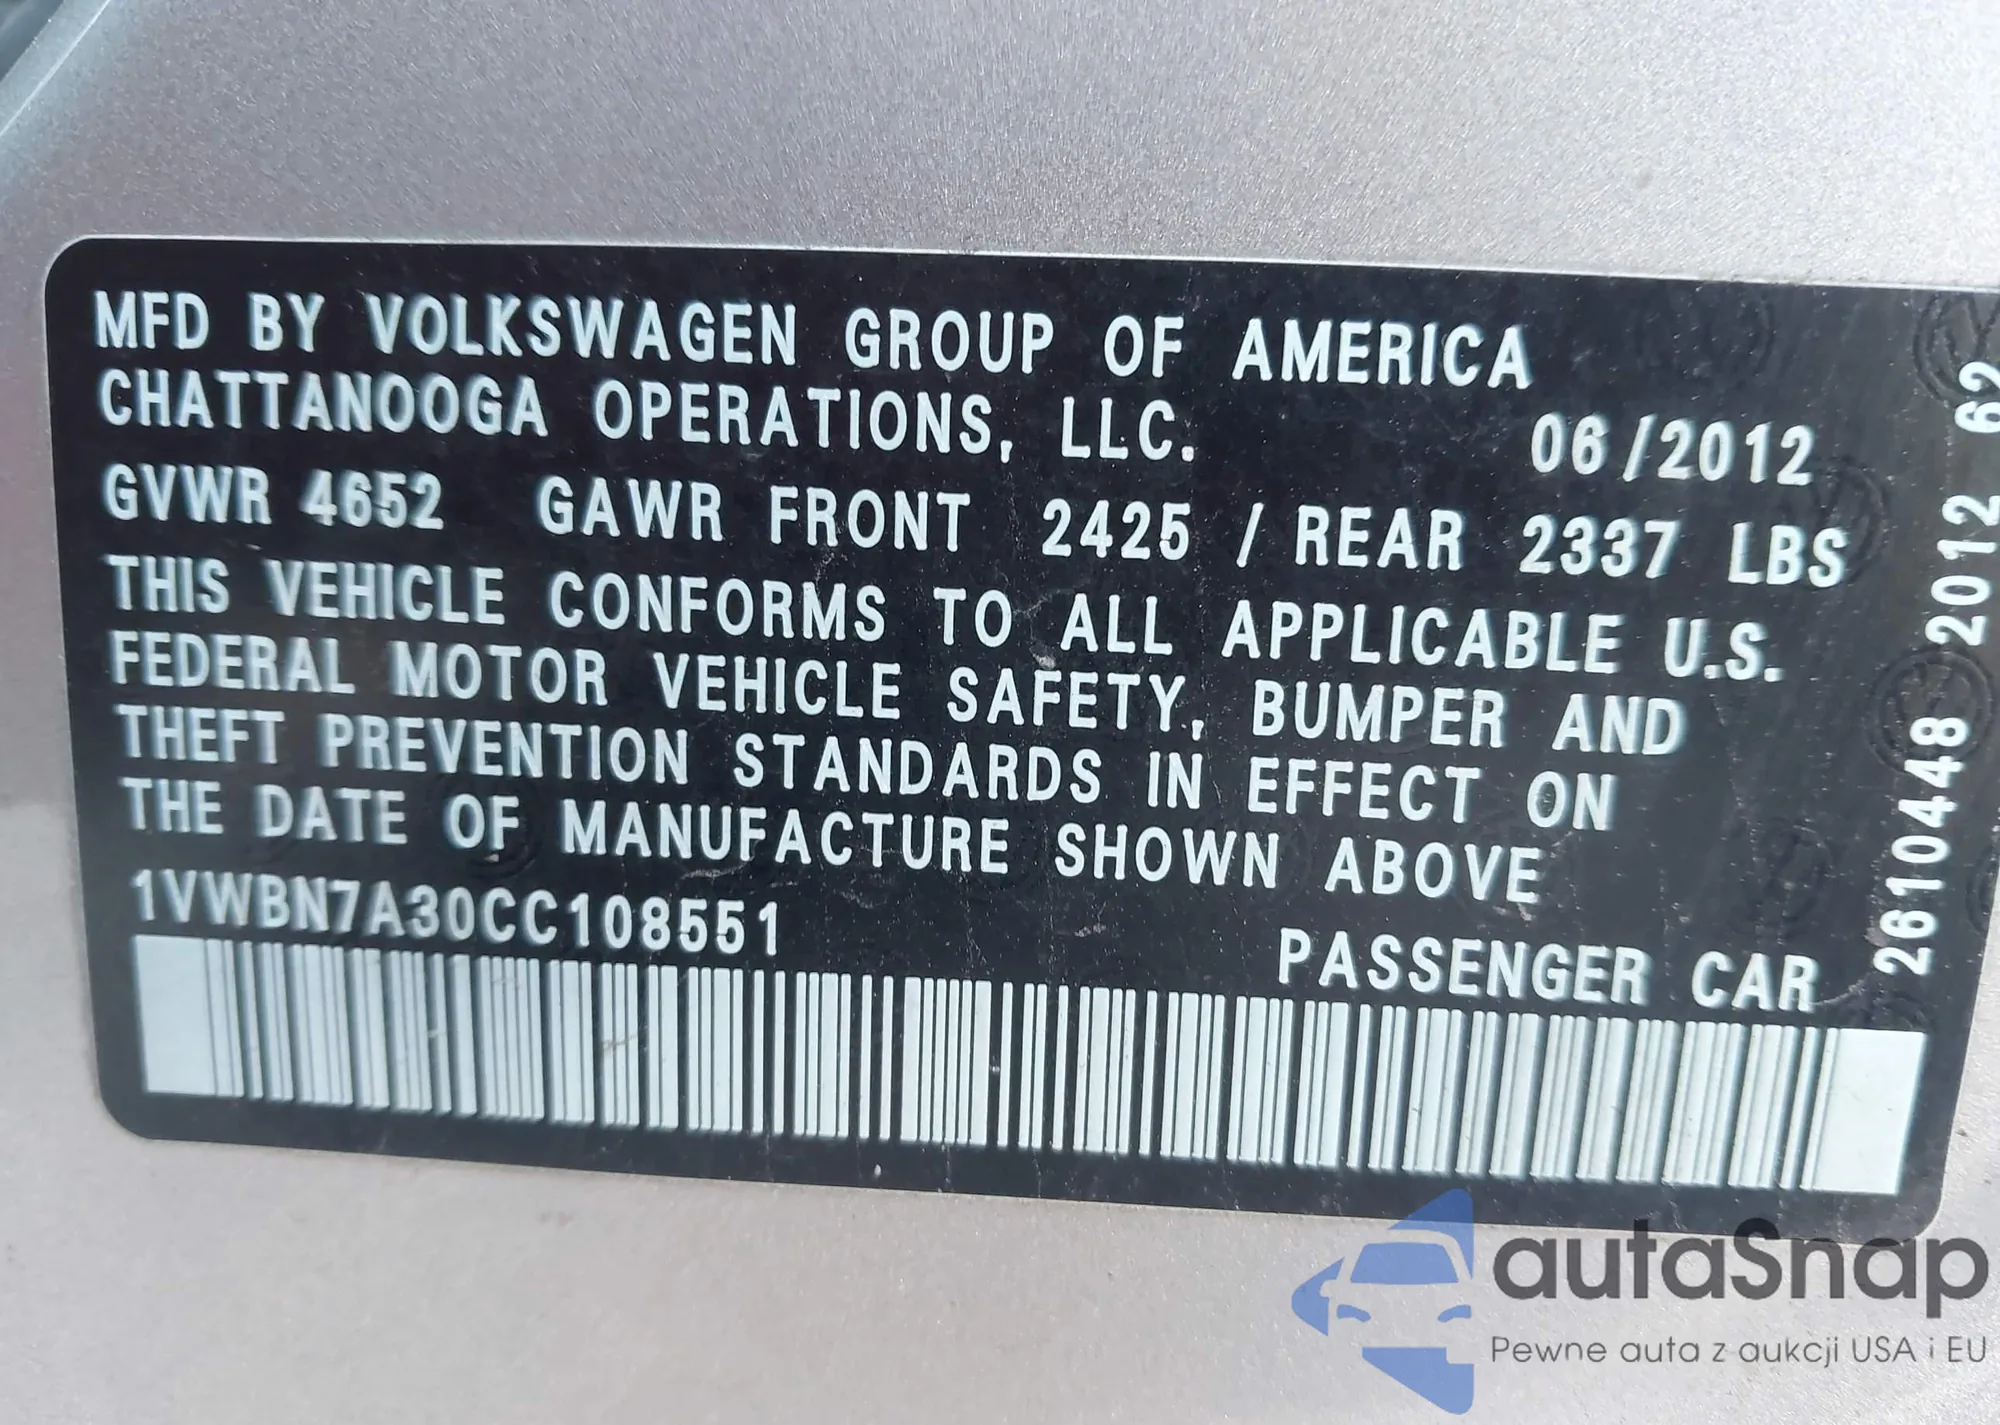 MFD BY VOLKSWAGEN GROUP OF AMERICA
CHATTANOOGA OPERATIONS, LLC. 06/2012
GVWR 4652 GAWR FRONT 2425 / REAR 2337 LBS
THIS VEHICLE CONFORMS TO ALL APPLICABLE U.S.
FEDERAL MOTOR VEHICLE SAFETY, BUMPER AND
THEFT PREVENTION STANDARDS IN EFFECT ON
THE DATE OF MANUFACTURE SHOWN ABOVE
1VWBN7A30CC108551
PASSENGER CAR
2610448 2012 62
autaSnap
Pewne auta z aukcji USA i EU